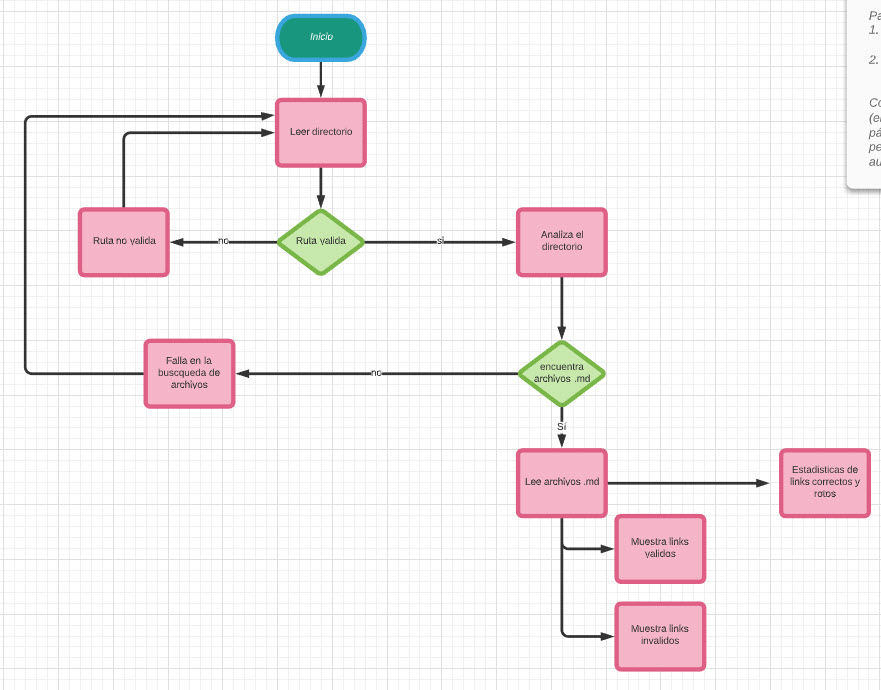 Inicio
Pa
1.
2.
Co
(el
pá
pe
au
Leer directorio
Ruta no valida
no
Ruta valida
si
Analiza el
directorio
Falla en la
buscqueda de
archivos
no
encuentra
archivos .md
Sí
Lee archivos .md
Estadisticas de
links correctos y
rotos
Muestra links
validos
Muestra links
invalidos